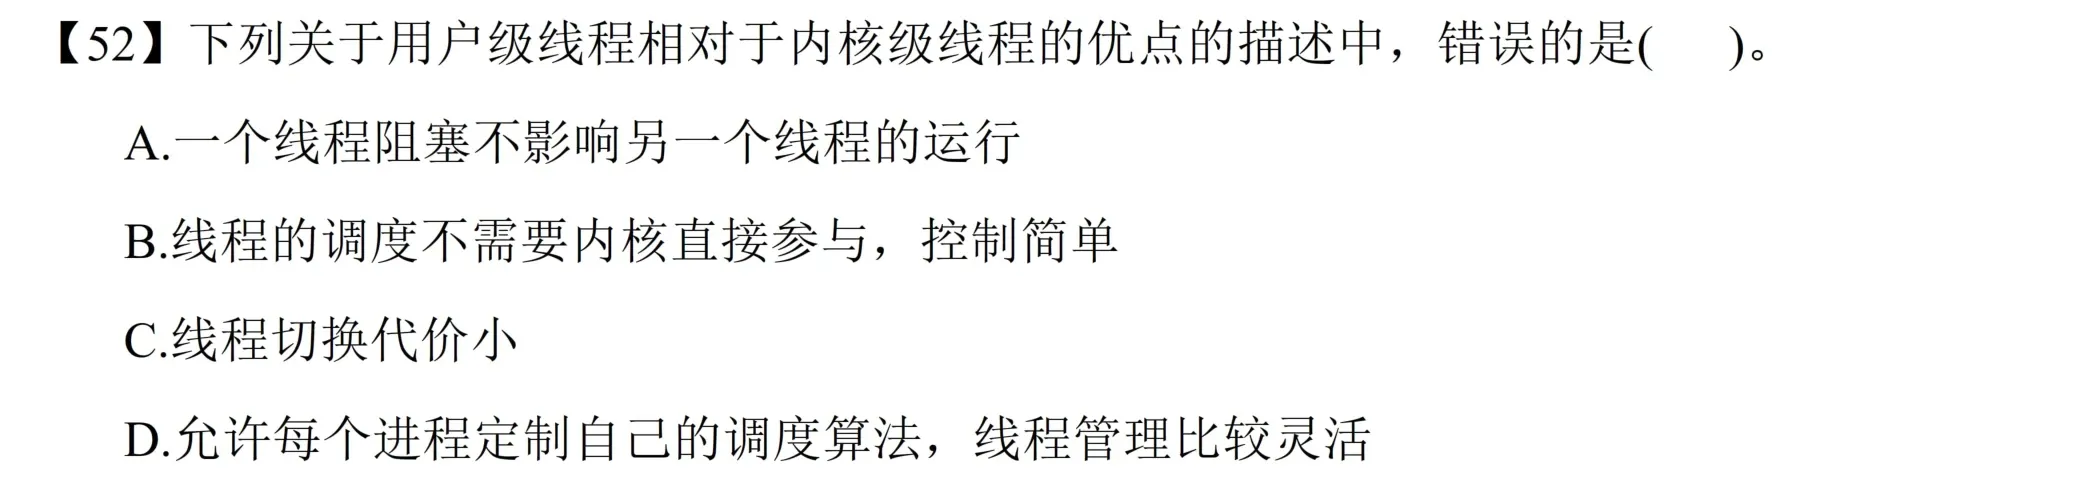 【52】下列关于用户级线程相对于内核级线程的优点的描述中，错误的是(  )。
A.一个线程阻塞不影响另一个线程的运行
B.线程的调度不需要内核直接参与，控制简单
C.线程切换代价小
D.允许每个进程定制自己的调度算法，线程管理比较灵活